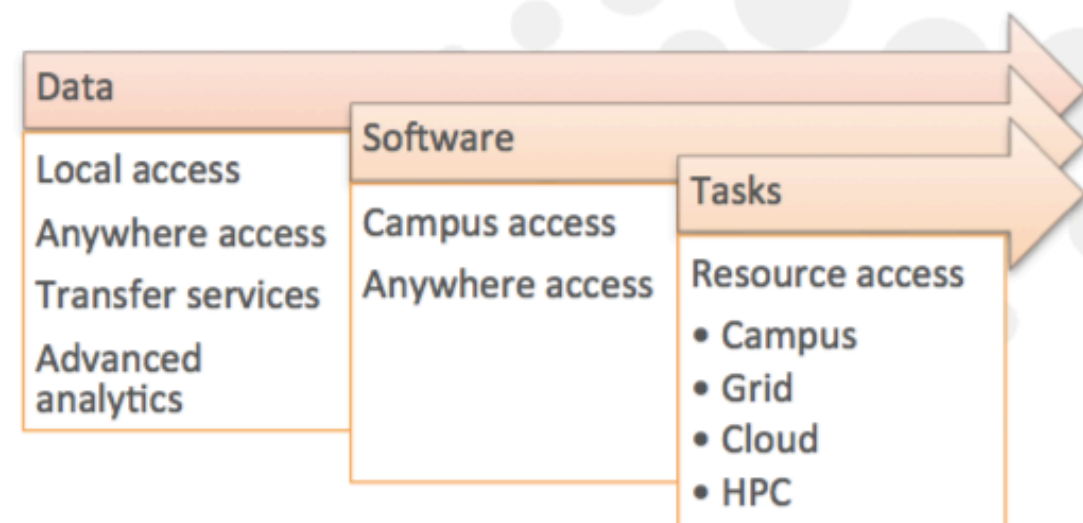 Data
Local access
Anywhere access
Transfer services
Advanced
analytics
Software
Campus access
Anywhere access
Tasks
Resource access
• Campus
• Grid
• Cloud
• HPC